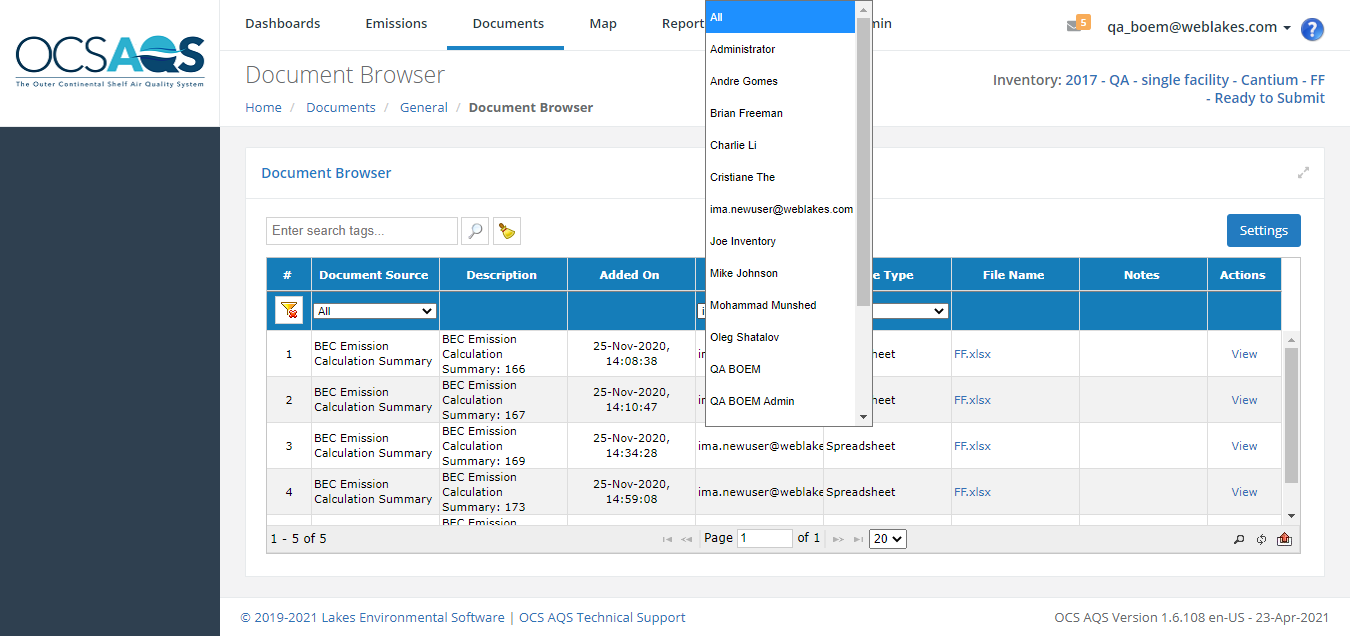 OCSAQS
The Outer Continental Shelf Air Quality System
Dashboards Emissions Documents Map Report min
5 qa_boem@weblakes.com ?
Document Browser
Home / Documents / General / Document Browser
Inventory: 2017 - QA - single facility - Cantium - FF
- Ready to Submit
All
Administrator
Andre Gomes
Brian Freeman
Charlie Li
Cristiane The
ima.newuser@weblakes.com
Joe Inventory
Mike Johnson
Mohammad Munshed
Oleg Shatalov
QA BOEM
QA BOEM Admin
Document Browser
Enter search tags...
Settings
# Document Source Description Added On e Type File Name Notes Actions
All
1 BEC Emission Calculation Summary BEC Emission Calculation Summary: 166 25-Nov-2020, 14:08:38 heet FF.xlsx View
2 BEC Emission Calculation Summary BEC Emission Calculation Summary: 167 25-Nov-2020, 14:10:47 heet FF.xlsx View
3 BEC Emission Calculation Summary BEC Emission Calculation Summary: 169 25-Nov-2020, 14:34:28 ima.newuser@weblake Spreadsheet FF.xlsx View
4 BEC Emission Calculation Summary BEC Emission Calculation Summary: 173 25-Nov-2020, 14:59:08 ima.newuser@weblake Spreadsheet FF.xlsx View
BEC Emission
1 - 5 of 5 Page 1 of 1 20
© 2019-2021 Lakes Environmental Software | OCS AQS Technical Support
OCS AQS Version 1.6.108 en-US - 23-Apr-2021